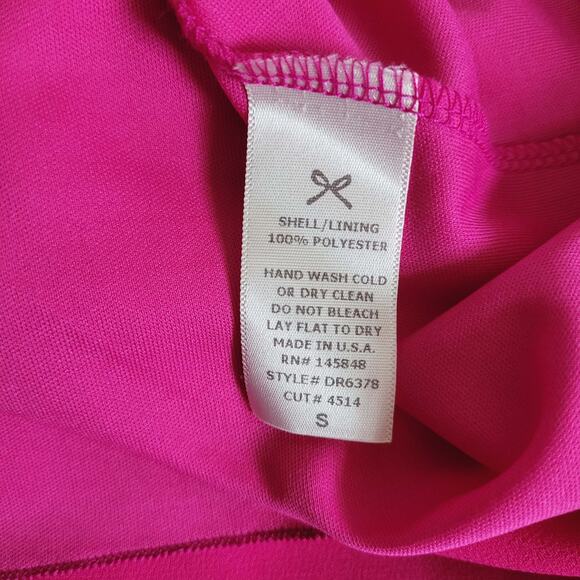 SHELL/LINING
100% POLYESTER
HAND WASH COLD
OR DRY CLEAN
DO NOT BLEACH
LAY FLAT TO DRY
MADE IN U.S.A.
RN# 145848
STYLE# DR6378
CUT# 4514
S